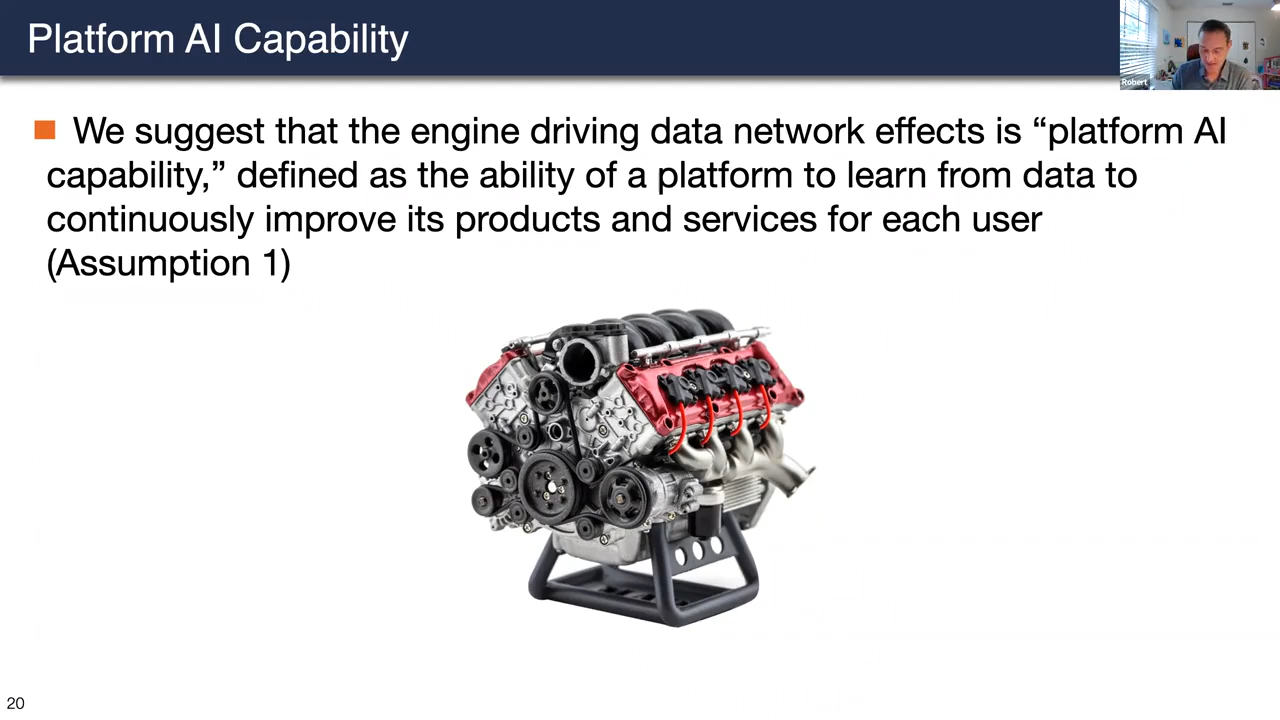 Platform AI Capability
Robert
We suggest that the engine driving data network effects is “platform AI
capability,” defined as the ability of a platform to learn from data to
continuously improve its products and services for each user
(Assumption 1)
20